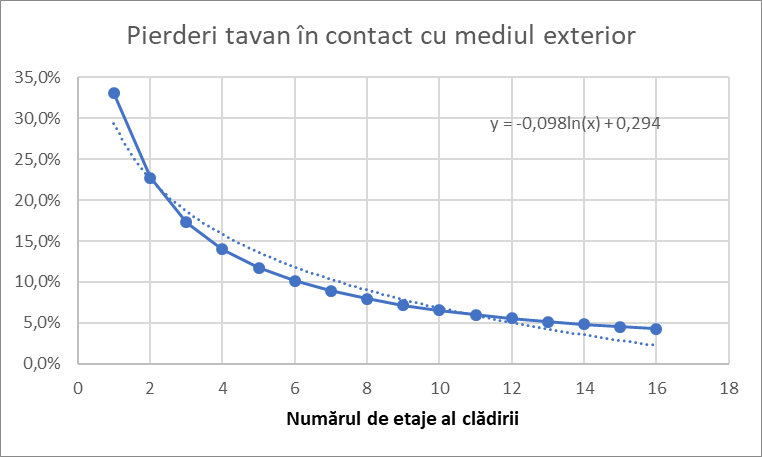 Pierderi tavan în contact cu mediul exterior
35,0%
30,0%
25,0%
20,0%
15,0%
10,0%
5,0%
0,0%
y = -0,098ln(x) + 0,294
0 2 4 6 8 10 12 14 16 18
Numărul de etaje al clădirii